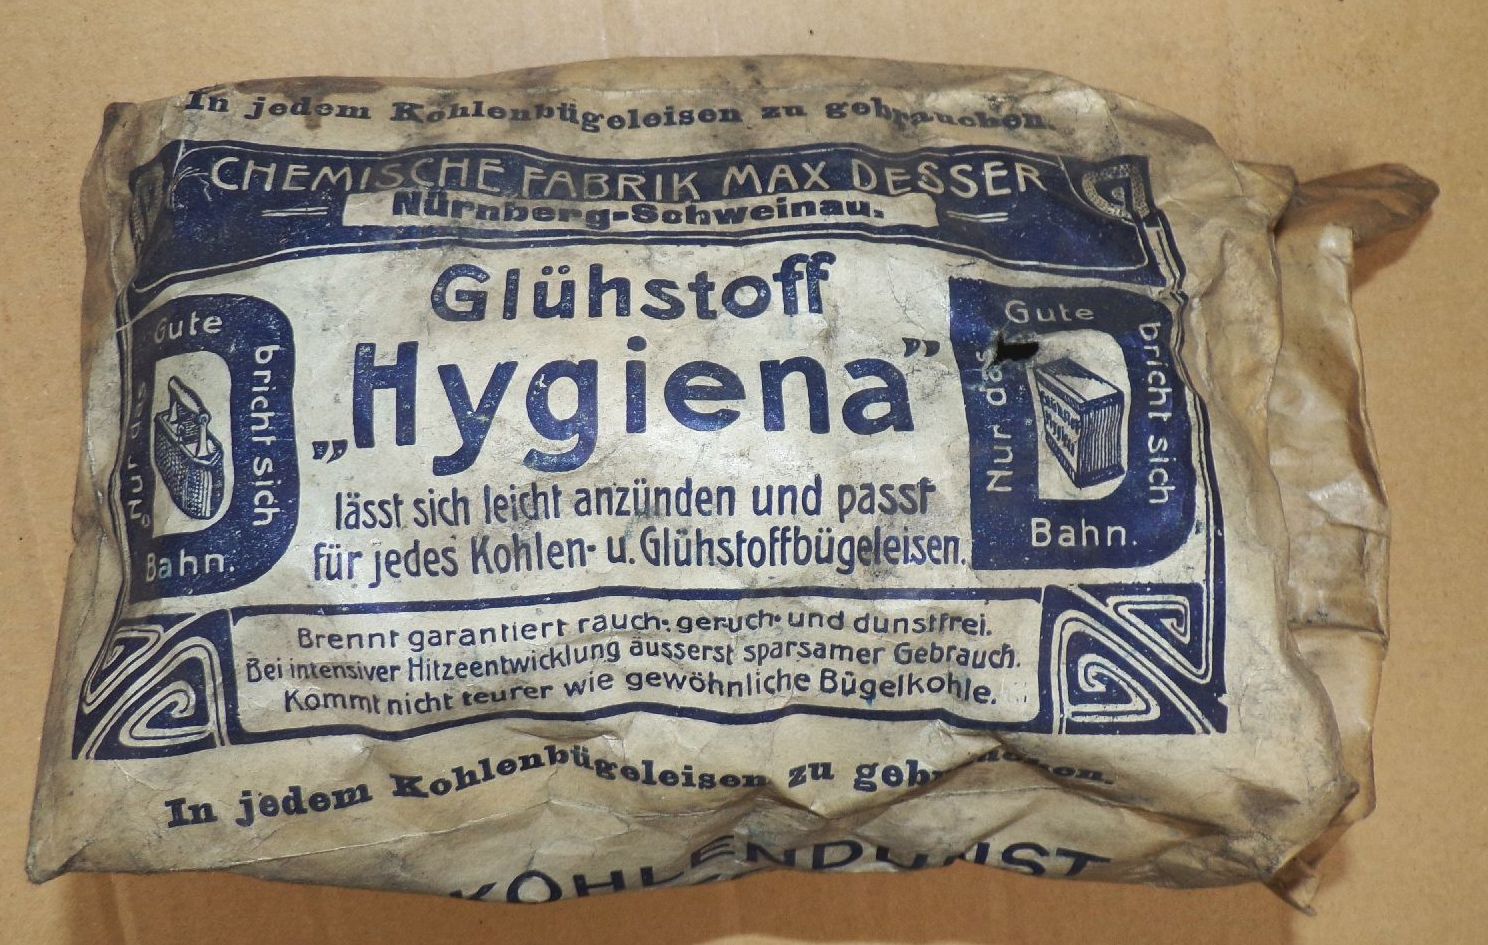 In jedem Kohlenbügeleisen zu gebrauchen.
CHEMISCHE FABRIK MAX DESSER
Nürnberg-Schweinau.
Glühstoff
„Hygiena”
lässt sich leicht anzünden und passt
für jedes Kohlen- u. Glühstoffbügeleisen.
Nur das
Gute
bricht sich
Bahn.
Nur das
Gute
bricht sich
Bahn.
Brennt garantiert rauch- geruch- und dunstfrei.
Bei intensiver Hitzeentwicklung äusserst sparsamer Gebrauch.
Kommt nicht teurer wie gewöhnliche Bügelkohle.
In jedem Kohlenbügeleisen zu gebrauchen.
KOHLENDUNST